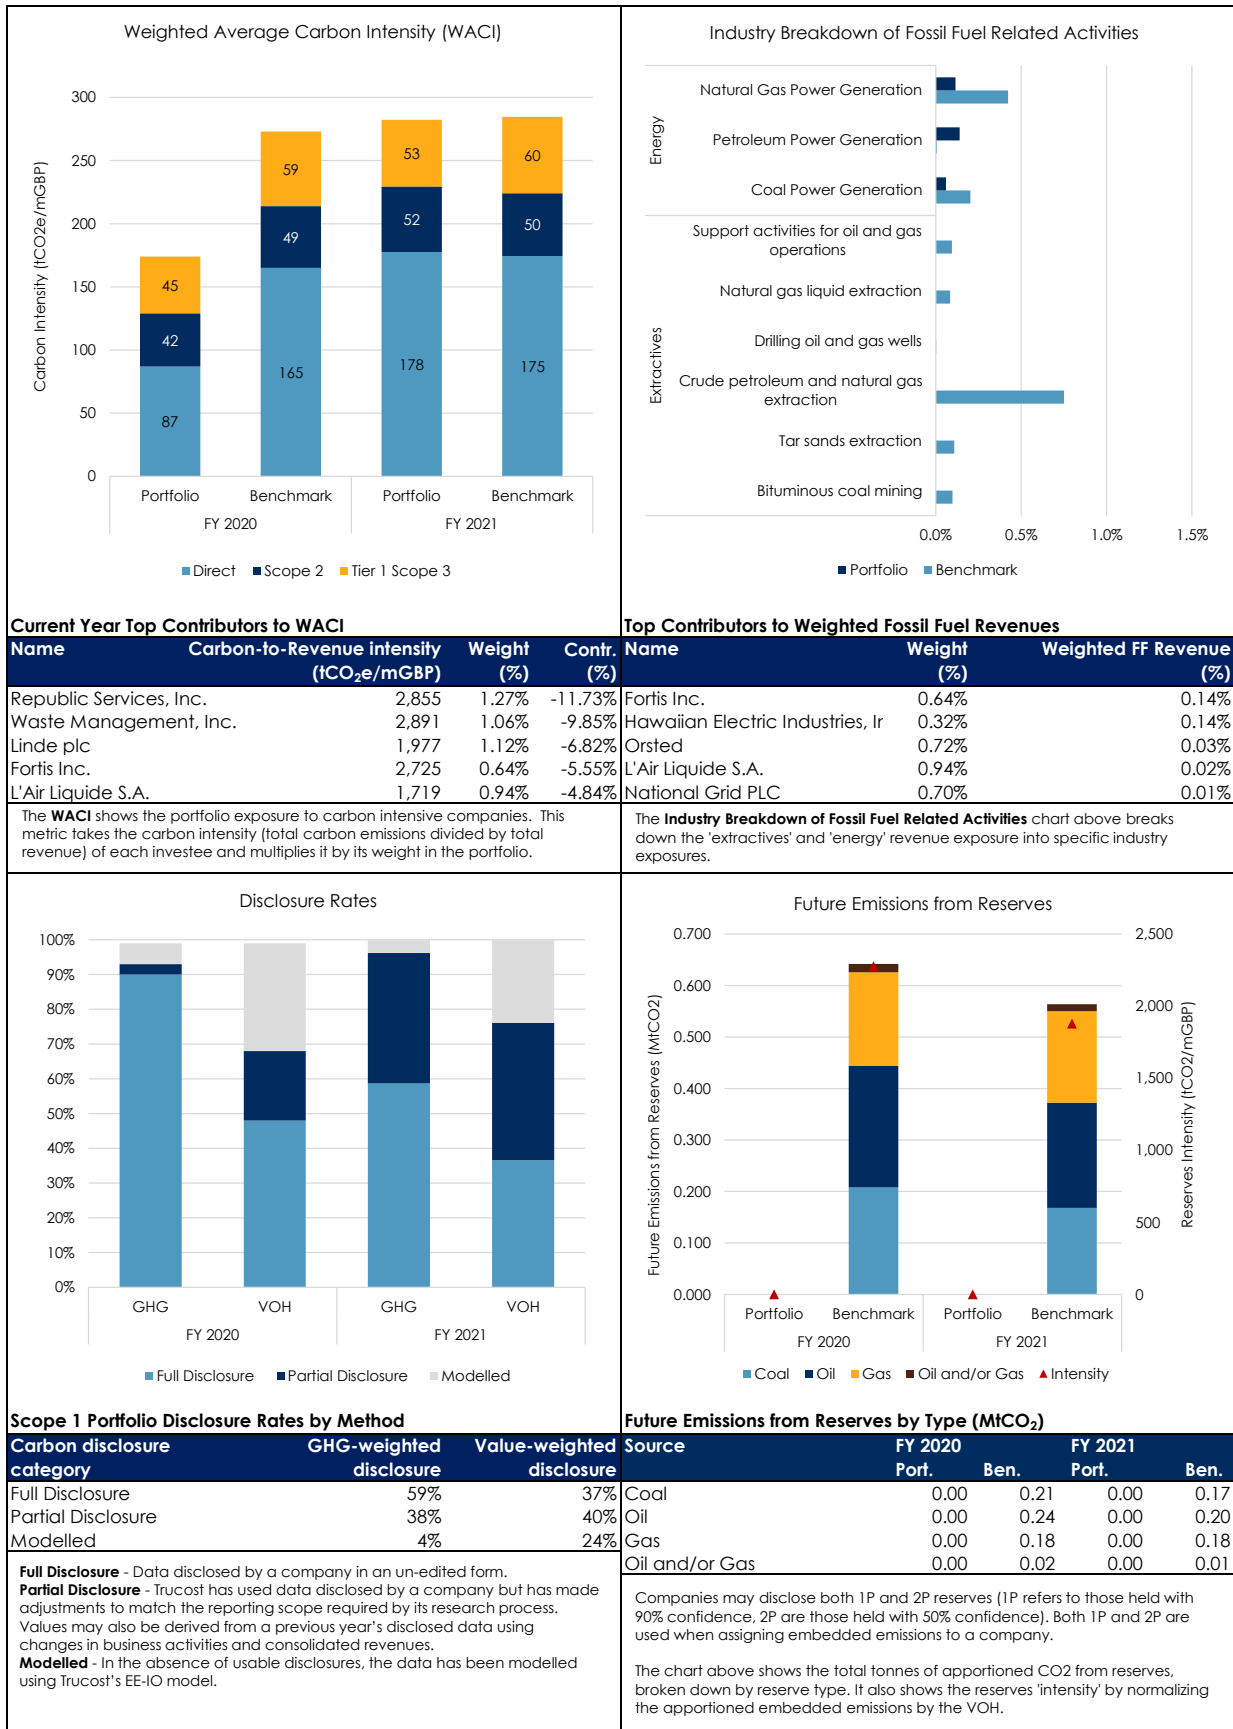 Weighted Average Carbon Intensity (WACI)
Carbon Intensity (tCO2e/mGBP)
300
250
200
150
100
50
0
45
42
87
59
49
165
53
52
178
60
50
175
Portfolio Benchmark Portfolio Benchmark
FY 2020 FY 2021
Direct Scope 2 Tier 1 Scope 3
Industry Breakdown of Fossil Fuel Related Activities
Energy
Natural Gas Power Generation
Petroleum Power Generation
Coal Power Generation
Extractives
Support activities for oil and gas
operations
Natural gas liquid extraction
Drilling oil and gas wells
Crude petroleum and natural gas
extraction
Tar sands extraction
Bituminous coal mining
0.0% 0.5% 1.0% 1.5%
Portfolio Benchmark
Current Year Top Contributors to WACI
Name Carbon-to-Revenue intensity Weight Contr.
(tCO₂e/mGBP) (%) (%)
Republic Services, Inc. 2,855 1.27% -11.73%
Waste Management, Inc. 2,891 1.06% -9.85%
Linde plc 1,977 1.12% -6.82%
Fortis Inc. 2,725 0.64% -5.55%
L'Air Liquide S.A. 1,719 0.94% -4.84%
The WACI shows the portfolio exposure to carbon intensive companies. This
metric takes the carbon intensity (total carbon emissions divided by total
revenue) of each investee and multiplies it by its weight in the portfolio.
Top Contributors to Weighted Fossil Fuel Revenues
Name Weight Weighted FF Revenue
(%) (%)
Fortis Inc. 0.64% 0.14%
Hawaiian Electric Industries, Ir 0.32% 0.14%
Orsted 0.72% 0.03%
L'Air Liquide S.A. 0.94% 0.02%
National Grid PLC 0.70% 0.01%
The Industry Breakdown of Fossil Fuel Related Activities chart above breaks
down the 'extractives' and 'energy' revenue exposure into specific industry
exposures.
Disclosure Rates
100%
90%
80%
70%
60%
50%
40%
30%
20%
10%
0%
GHG VOH GHG VOH
FY 2020 FY 2021
Full Disclosure Partial Disclosure Modelled
Future Emissions from Reserves
Future Emissions from Reserves (MtCO2)
0.700
0.600
0.500
0.400
0.300
0.200
0.100
0.000
2,500
2,000
1,500
1,000
500
0
Reserves Intensity (tCO2/mGBP)
Portfolio Benchmark Portfolio Benchmark
FY 2020 FY 2021
Coal Oil Gas Oil and/or Gas Intensity
Scope 1 Portfolio Disclosure Rates by Method
Carbon disclosure GHG-weighted Value-weighted
category disclosure disclosure
Full Disclosure 59% 37%
Partial Disclosure 38% 40%
Modelled 4% 24%
Full Disclosure - Data disclosed by a company in an un-edited form.
Partial Disclosure - Trucost has used data disclosed by a company but has made
adjustments to match the reporting scope required by its research process.
Values may also be derived from a previous year's disclosed data using
changes in business activities and consolidated revenues.
Modelled - In the absence of usable disclosures, the data has been modelled
using Trucost's EE-IO model.
Future Emissions from Reserves by Type (MtCO₂)
Source FY 2020 FY 2021
Port. Ben. Port. Ben.
Coal 0.00 0.21 0.00 0.17
Oil 0.00 0.24 0.00 0.20
Gas 0.00 0.18 0.00 0.18
Oil and/or Gas 0.00 0.02 0.00 0.01
Companies may disclose both 1P and 2P reserves (1P refers to those held with
90% confidence, 2P are those held with 50% confidence). Both 1P and 2P are
used when assigning embedded emissions to a company.
The chart above shows the total tonnes of apportioned CO2 from reserves,
broken down by reserve type. It also shows the reserves 'intensity' by normalizing
the apportioned embedded emissions by the VOH.